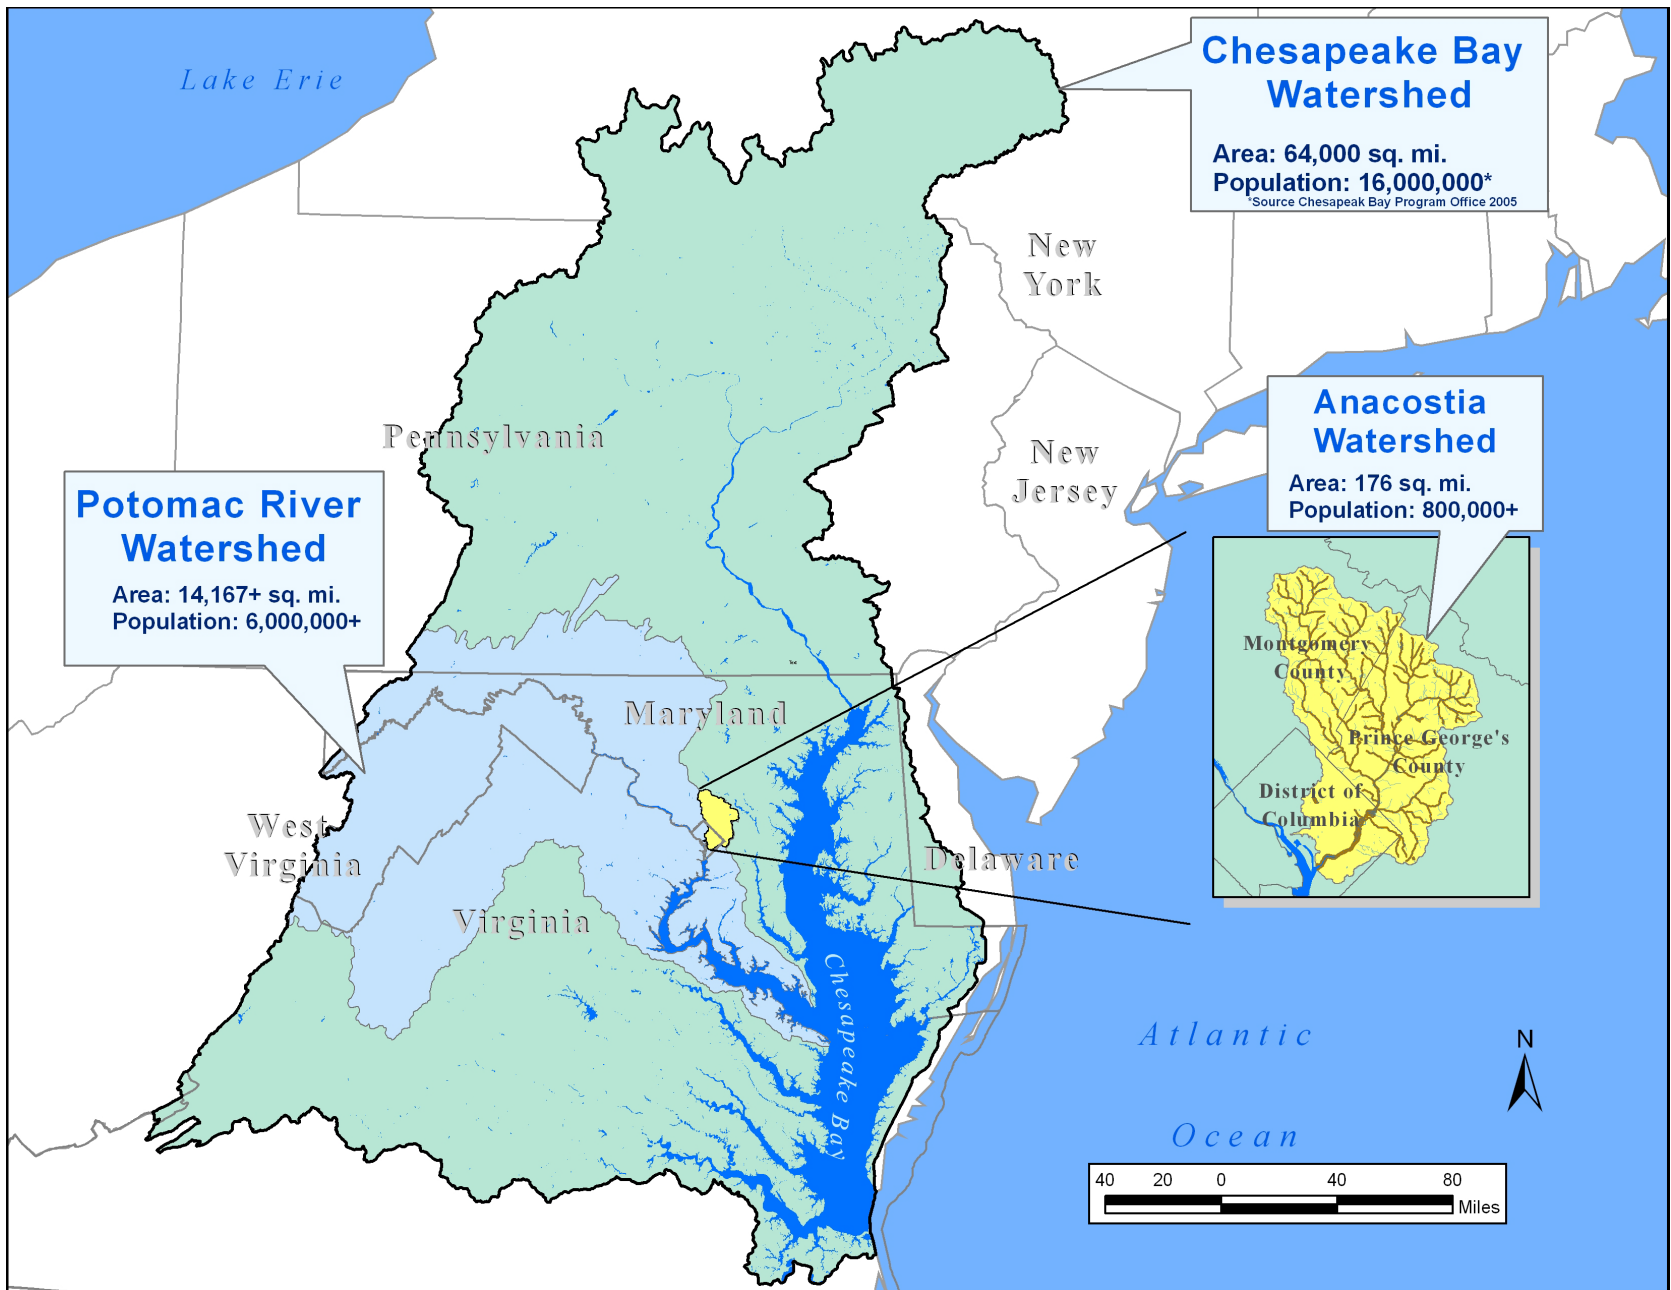 Lake Erie
Chesapeake Bay
Watershed
Area: 64,000 sq. mi.
Population: 16,000,000*
*Source Chesapeak Bay Program Office 2005
New
York
Pennsylvania
New
Jersey
Anacostia
Watershed
Area: 176 sq. mi.
Population: 800,000+
Potomac River
Watershed
Area: 14,167+ sq. mi.
Population: 6,000,000+
Montgomery
County
Prince George's
County
District of
Columbia
Maryland
West
Virginia
Delaware
Virginia
Chesapeake Bay
Atlantic
Ocean
N
40 20 0 40 80
Miles